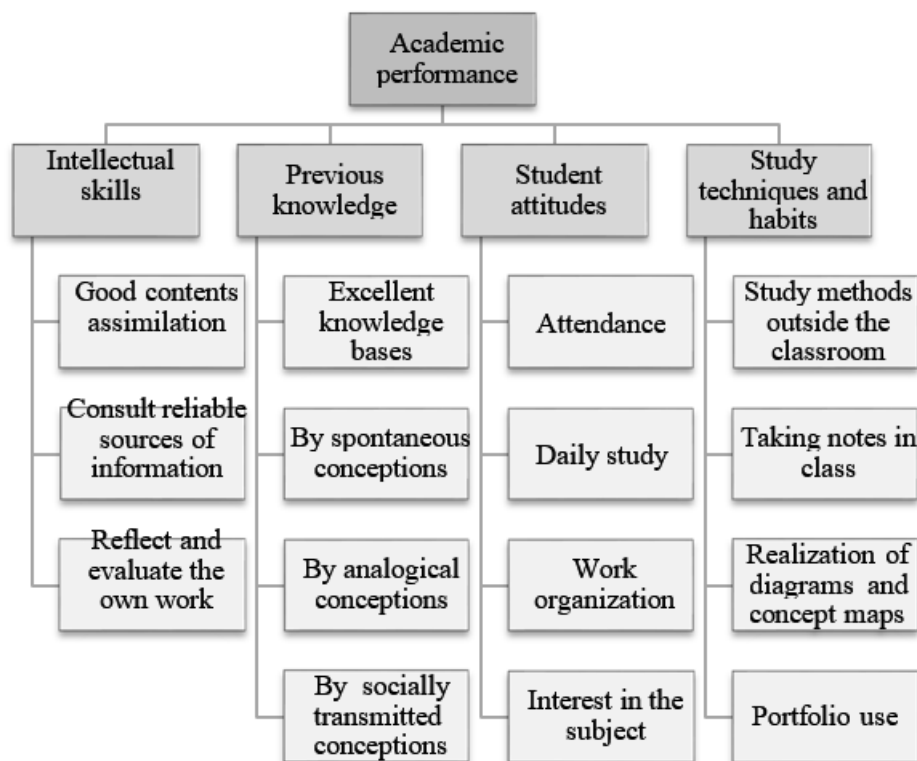 Academic
performance
Intellectual
skills
Good contents
assimilation
Consult reliable
sources of
information
Reflect and
evaluate the
own work
Previous
knowledge
Excellent
knowledge
bases
By spontaneous
conceptions
By analogical
conceptions
By socially
transmitted
conceptions
Student
attitudes
Attendance
Daily study
Work
organization
Interest in the
subject
Study
techniques and
habits
Study methods
outside the
classroom
Taking notes in
class
Realization of
diagrams and
concept maps
Portfolio use